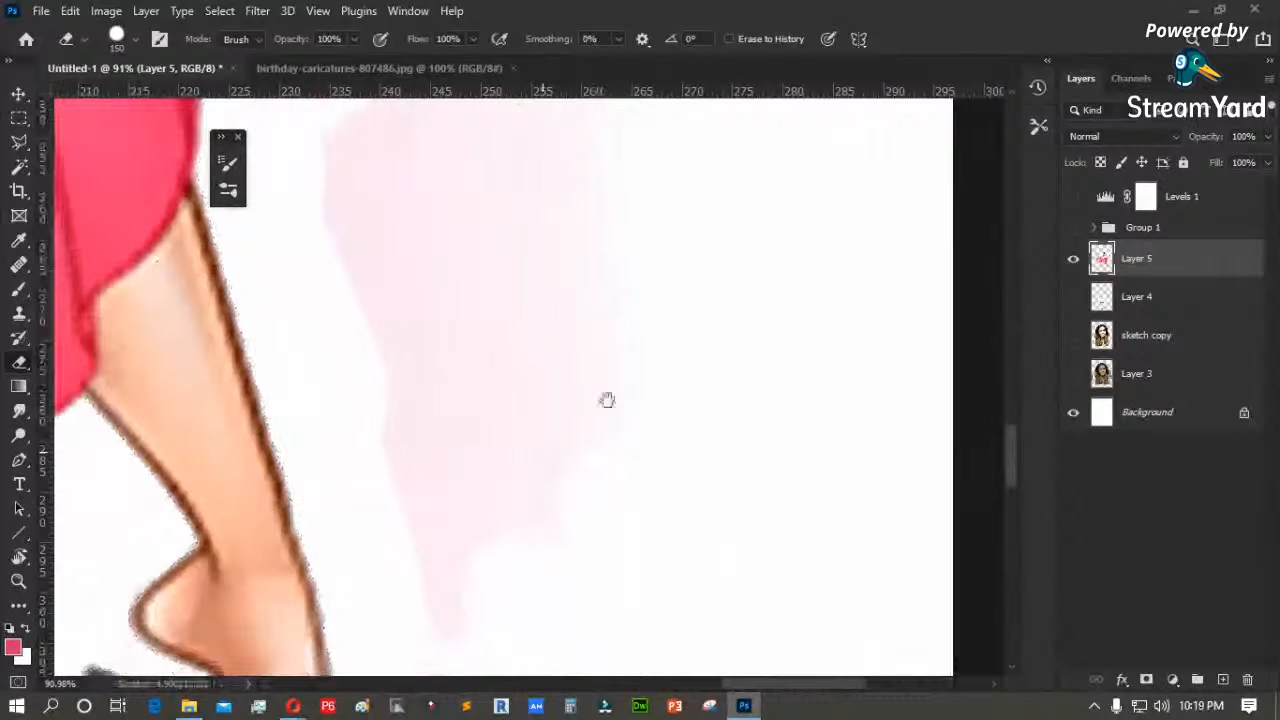 File Edit Image Layer Type Select Filter 3D View Plugins Window Help
Powered by
StreamYard
150 Mode: Brush Opacity: 100% Flow: 100% Smoothing: 0% 0° Erase to History
Untitled-1 @ 91% (Layer 5, RGB/8) * birthday-caricatures-807486.jpg @ 100% (RGB/8#)
210 215 220 225 230 235 240 245 250 255 260 265 270 275 280 285 290 295 300
Layers Channels
Kind
Normal Opacity: 100%
Lock: Fill: 100%
Levels 1
Group 1
Layer 5
Layer 4
sketch copy
Layer 3
Background
90.98%
10:19 PM